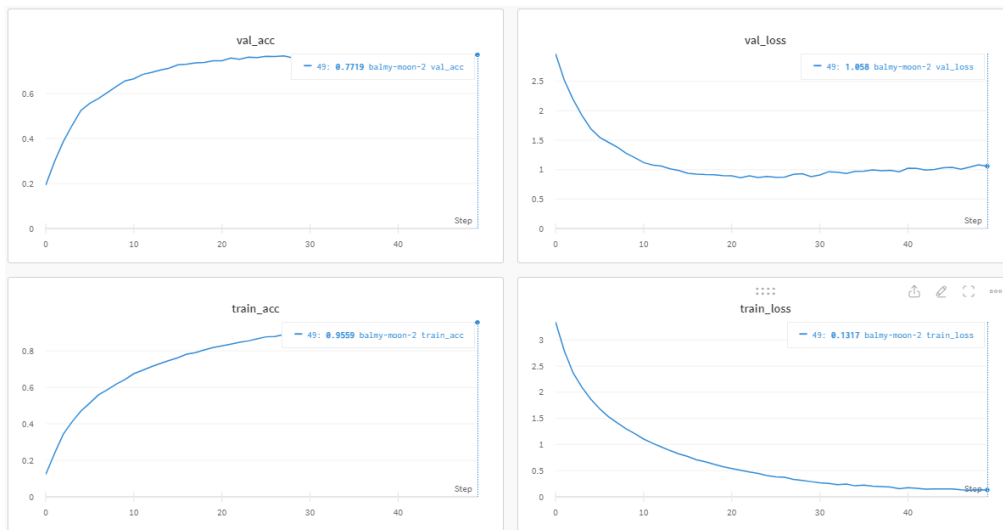 val_acc
49: 0.7719 balmy-moon-2 val_acc
0.6
0.4
0.2
0
Step
0 10 20 30 40
val_loss
49: 1.058 balmy-moon-2 val_loss
2.5
2
1.5
1
0.5
0
Step
0 10 20 30 40
train_acc
49: 0.9559 balmy-moon-2 train_acc
0.8
0.6
0.4
0.2
0
Step
0 10 20 30 40
train_loss
49: 0.1317 balmy-moon-2 train_loss
3
2.5
2
1.5
1
0.5
0
Step
0 10 20 30 40